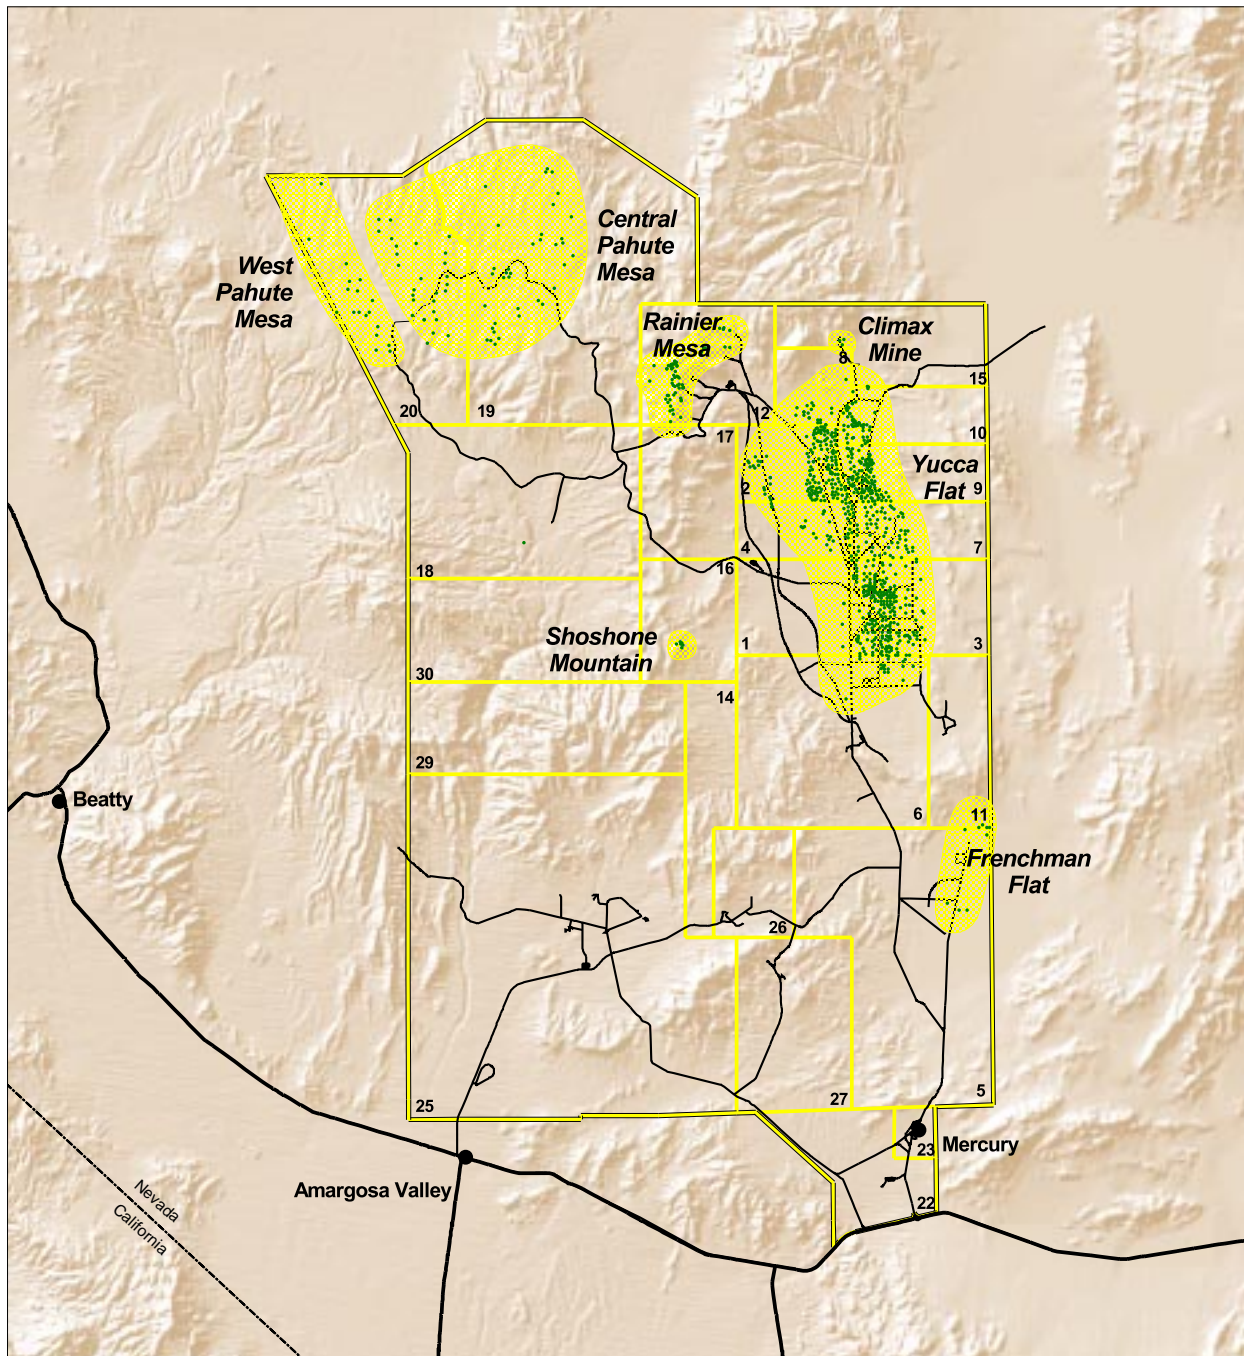 Central
Pahute
Mesa
West
Pahute
Mesa
Rainier
Mesa
Climax
Mine
8
15
20
19
12
17
10
Yucca
Flat
2
9
4
7
18
16
Shoshone
Mountain
1
3
30
14
29
Beatty
6
11
Frenchman
Flat
26
25
27
5
Mercury
23
Amargosa Valley
22
Nevada
California